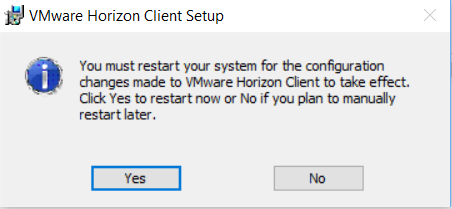 VMware Horizon Client Setup
You must restart your system for the configuration
changes made to VMware Horizon Client to take effect.
Click Yes to restart now or No if you plan to manually
restart later.
Yes
No